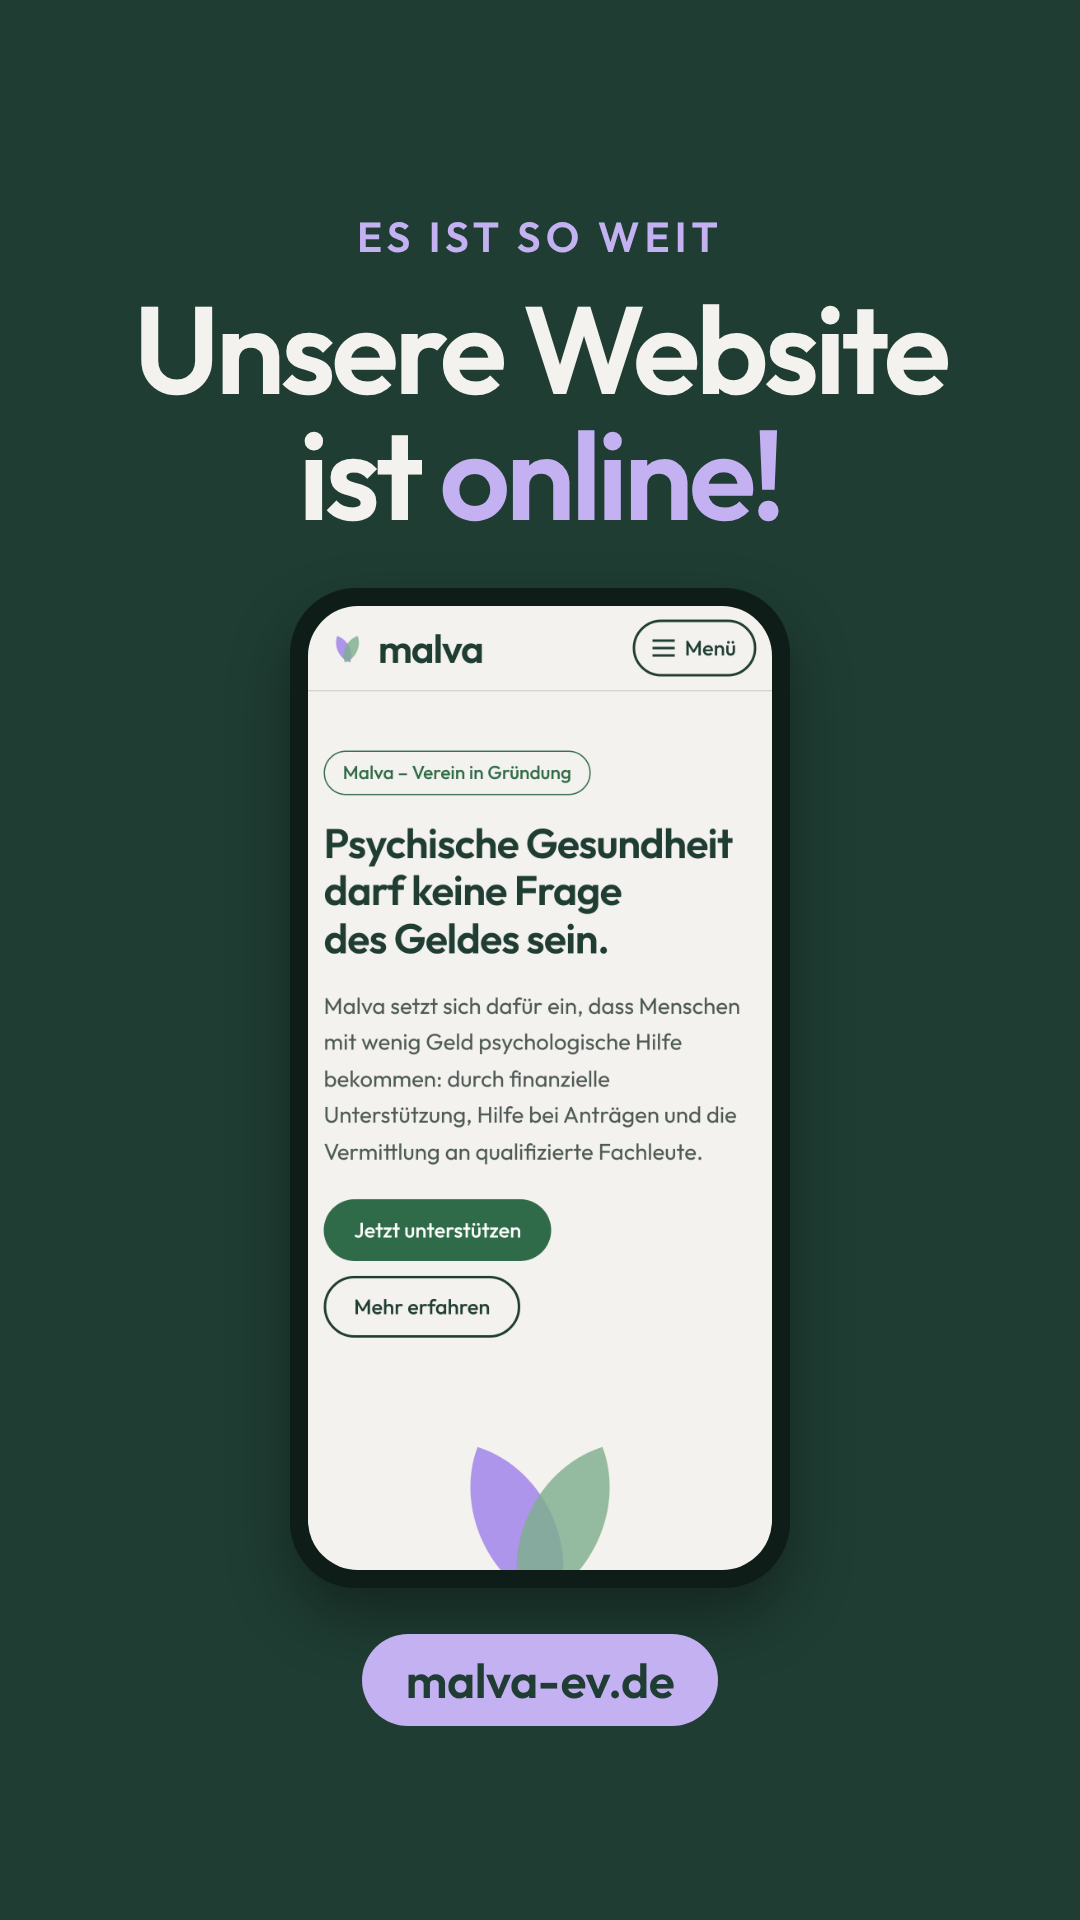 ES IST SO WEIT
Unsere Website
ist online!
malva
Menü
Malva – Verein in Gründung
Psychische Gesundheit
darf keine Frage
des Geldes sein.
Malva setzt sich dafür ein, dass Menschen
mit wenig Geld psychologische Hilfe
bekommen: durch finanzielle
Unterstützung, Hilfe bei Anträgen und die
Vermittlung an qualifizierte Fachleute.
Jetzt unterstützen
Mehr erfahren
malva-ev.de